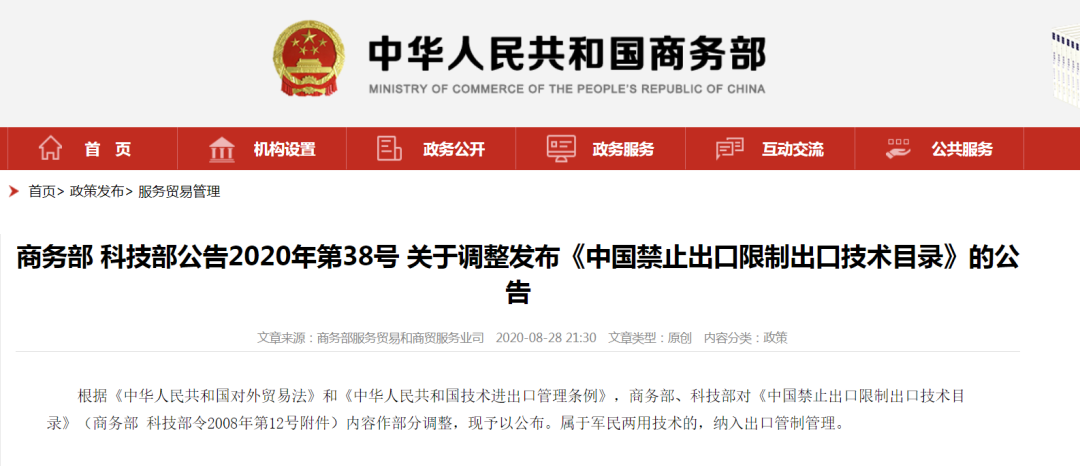 中华人民共和国商务部
MINISTRY OF COMMERCE OF THE PEOPLE'S REPUBLIC OF CHINA
首 页 机构设置 政务公开 政务服务 互动交流 公共服务
首页> 政策发布> 服务贸易管理
商务部 科技部公告2020年第38号 关于调整发布《中国禁止出口限制出口技术目录》的公
告
文章来源：商务部服务贸易和商贸服务业司 2020-08-28 21:30 文章类型：原创 内容分类：政策
根据《中华人民共和国对外贸易法》和《中华人民共和国技术进出口管理条例》，商务部、科技部对《中国禁止出口限制出口技术目
录》（商务部 科技部令2008年第12号附件）内容作部分调整，现予以公布。属于军民两用技术的，纳入出口管制管理。